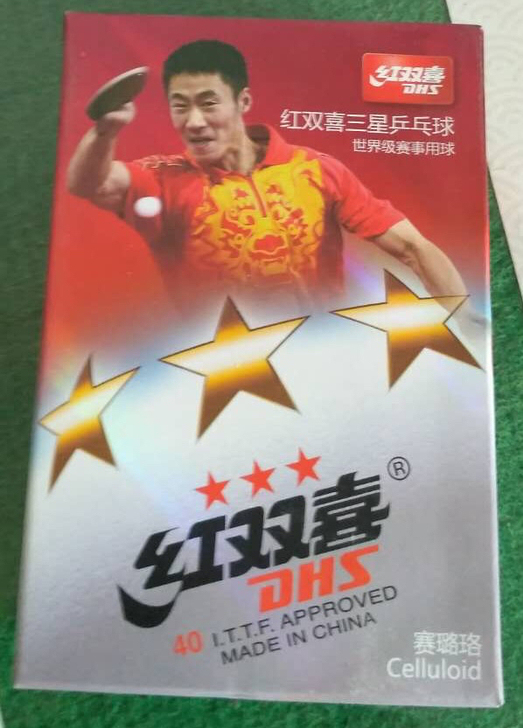 红双喜
DHS
红双喜三星乒乓球
世界级赛事用球
红双喜®
DHS
40 I.T.T.F. APPROVED
MADE IN CHINA
赛璐珞
Celluloid